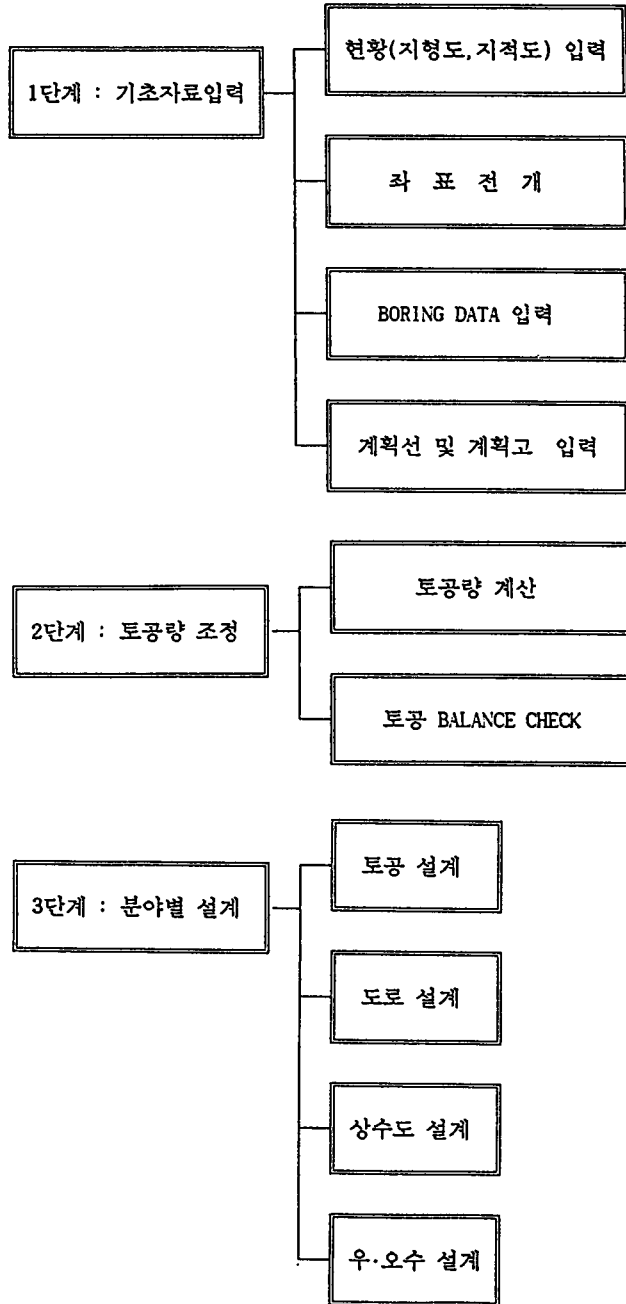 1단계 : 기초자료입력
현황(지형도,지적도) 입력
좌 표 전 개
BORING DATA 입력
계획선 및 계획고 입력
2단계 : 토공량 조정
토공량 계산
토공 BALANCE CHECK
3단계 : 분야별 설계
토공 설계
도로 설계
상수도 설계
우·오수 설계